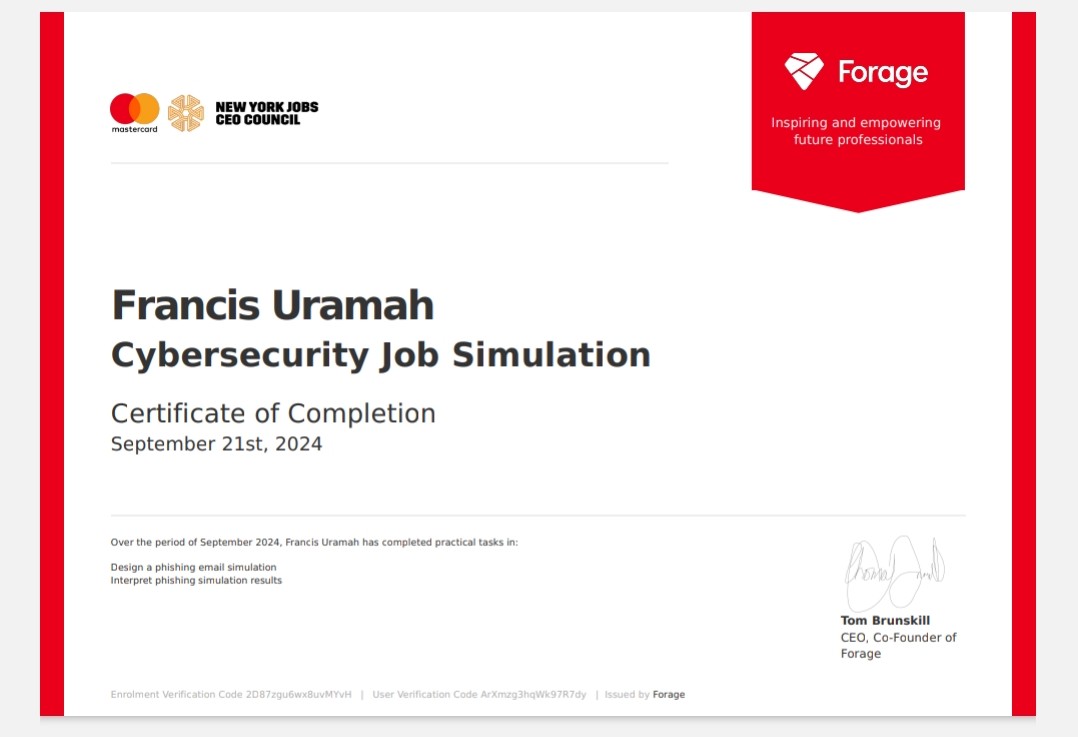 Forage
Inspiring and empowering
future professionals
mastercard
NEW YORK JOBS
CEO COUNCIL
Francis Uramah
Cybersecurity Job Simulation
Certificate of Completion
September 21st, 2024
Over the period of September 2024, Francis Uramah has completed practical tasks in:
Design a phishing email simulation
Interpret phishing simulation results
Tom Brunskill
CEO, Co-Founder of
Forage
Enrolment Verification Code 2D87zgu6wx8uvMYvH | User Verification Code ArXmzg3hqWk97R7dy | Issued by Forage